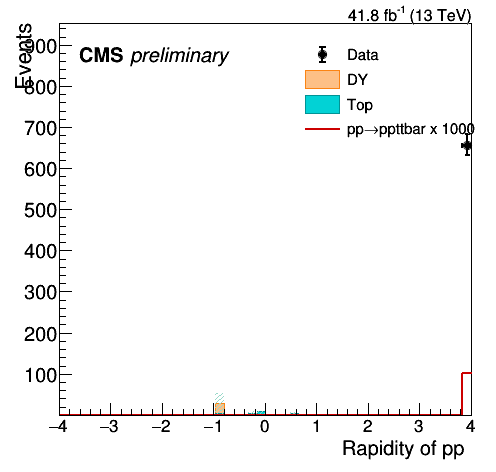 41.8 fb-1 (13 TeV)
CMS preliminary
Events
Data
DY
Top
pp→ppttbar x 1000
900
800
700
600
500
400
300
200
100
−4 −3 −2 −1 0 1 2 3 4
Rapidity of pp